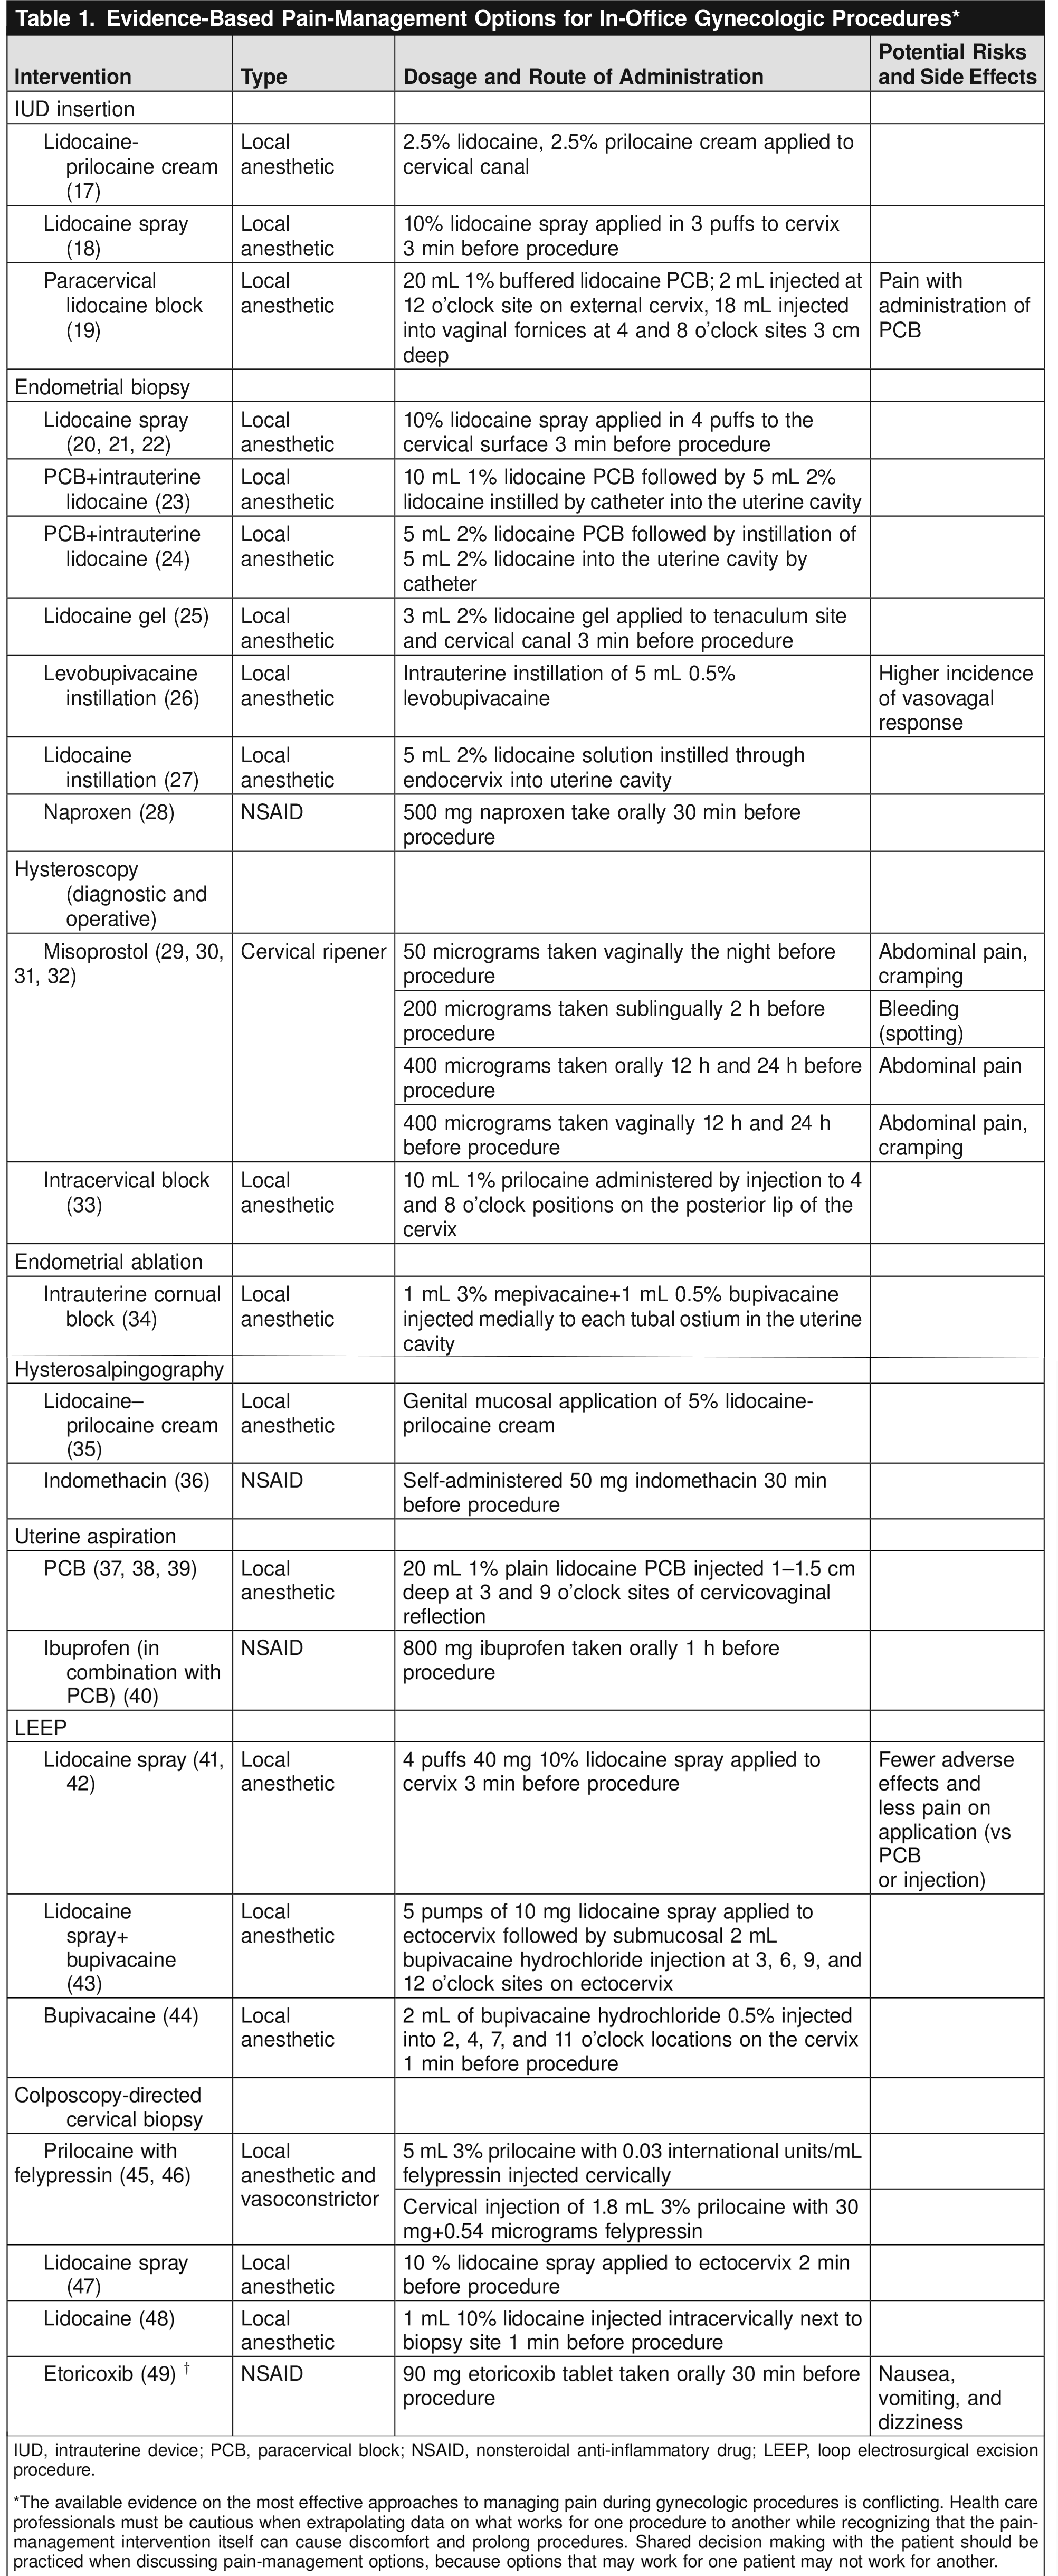 Table 1. Evidence-Based Pain-Management Options for In-Office Gynecologic Procedures*
Intervention
Type
Dosage and Route of Administration
Potential Risks
and Side Effects
IUD insertion
Lidocaine-
prilocaine cream
(17)
Local
anesthetic
2.5% lidocaine, 2.5% prilocaine cream applied to
cervical canal
Lidocaine spray
(18)
Local
anesthetic
10% lidocaine spray applied in 3 puffs to cervix
3 min before procedure
Paracervical
lidocaine block
(19)
Local
anesthetic
20 mL 1% buffered lidocaine PCB; 2 mL injected at
12 o’clock site on external cervix, 18 mL injected
into vaginal fornices at 4 and 8 o’clock sites 3 cm
deep
Pain with
administration of
PCB
Endometrial biopsy
Lidocaine spray
(20, 21, 22)
Local
anesthetic
10% lidocaine spray applied in 4 puffs to the
cervical surface 3 min before procedure
PCB+intrauterine
lidocaine (23)
Local
anesthetic
10 mL 1% lidocaine PCB followed by 5 mL 2%
lidocaine instilled by catheter into the uterine cavity
PCB+intrauterine
lidocaine (24)
Local
anesthetic
5 mL 2% lidocaine PCB followed by instillation of
5 mL 2% lidocaine into the uterine cavity by
catheter
Lidocaine gel (25)
Local
anesthetic
3 mL 2% lidocaine gel applied to tenaculum site
and cervical canal 3 min before procedure
Levobupivacaine
instillation (26)
Local
anesthetic
Intrauterine instillation of 5 mL 0.5%
levobupivacaine
Higher incidence
of vasovagal
response
Lidocaine
instillation (27)
Local
anesthetic
5 mL 2% lidocaine solution instilled through
endocervix into uterine cavity
Naproxen (28)
NSAID
500 mg naproxen take orally 30 min before
procedure
Hysteroscopy
(diagnostic and
operative)
Misoprostol (29, 30,
31, 32)
Cervical ripener
50 micrograms taken vaginally the night before
procedure
Abdominal pain,
cramping
200 micrograms taken sublingually 2 h before
procedure
Bleeding
(spotting)
400 micrograms taken orally 12 h and 24 h before
procedure
Abdominal pain
400 micrograms taken vaginally 12 h and 24 h
before procedure
Abdominal pain,
cramping
Intracervical block
(33)
Local
anesthetic
10 mL 1% prilocaine administered by injection to 4
and 8 o’clock positions on the posterior lip of the
cervix
Endometrial ablation
Intrauterine cornual
block (34)
Local
anesthetic
1 mL 3% mepivacaine+1 mL 0.5% bupivacaine
injected medially to each tubal ostium in the uterine
cavity
Hysterosalpingography
Lidocaine–
prilocaine cream
(35)
Local
anesthetic
Genital mucosal application of 5% lidocaine-
prilocaine cream
Indomethacin (36)
NSAID
Self-administered 50 mg indomethacin 30 min
before procedure
Uterine aspiration
PCB (37, 38, 39)
Local
anesthetic
20 mL 1% plain lidocaine PCB injected 1–1.5 cm
deep at 3 and 9 o’clock sites of cervicovaginal
reflection
Ibuprofen (in
combination with
PCB) (40)
NSAID
800 mg ibuprofen taken orally 1 h before
procedure
LEEP
Lidocaine spray (41,
42)
Local
anesthetic
4 puffs 40 mg 10% lidocaine spray applied to
cervix 3 min before procedure
Fewer adverse
effects and
less pain on
application (vs
PCB
or injection)
Lidocaine
spray+
bupivacaine
(43)
Local
anesthetic
5 pumps of 10 mg lidocaine spray applied to
ectocervix followed by submucosal 2 mL
bupivacaine hydrochloride injection at 3, 6, 9, and
12 o’clock sites on ectocervix
Bupivacaine (44)
Local
anesthetic
2 mL of bupivacaine hydrochloride 0.5% injected
into 2, 4, 7, and 11 o’clock locations on the cervix
1 min before procedure
Colposcopy-directed
cervical biopsy
Prilocaine with
felypressin (45, 46)
Local
anesthetic and
vasoconstrictor
5 mL 3% prilocaine with 0.03 international units/mL
felypressin injected cervically
Cervical injection of 1.8 mL 3% prilocaine with 30
mg+0.54 micrograms felypressin
Lidocaine spray
(47)
Local
anesthetic
10 % lidocaine spray applied to ectocervix 2 min
before procedure
Lidocaine (48)
Local
anesthetic
1 mL 10% lidocaine injected intracervically next to
biopsy site 1 min before procedure
Etoricoxib (49) †
NSAID
90 mg etoricoxib tablet taken orally 30 min before
procedure
Nausea,
vomiting, and
dizziness
IUD, intrauterine device; PCB, paracervical block; NSAID, nonsteroidal anti-inflammatory drug; LEEP, loop electrosurgical excision
procedure.
*The available evidence on the most effective approaches to managing pain during gynecologic procedures is conflicting. Health care
professionals must be cautious when extrapolating data on what works for one procedure to another while recognizing that the pain-
management intervention itself can cause discomfort and prolong procedures. Shared decision making with the patient should be
practiced when discussing pain-management options, because options that may work for one patient may not work for another.